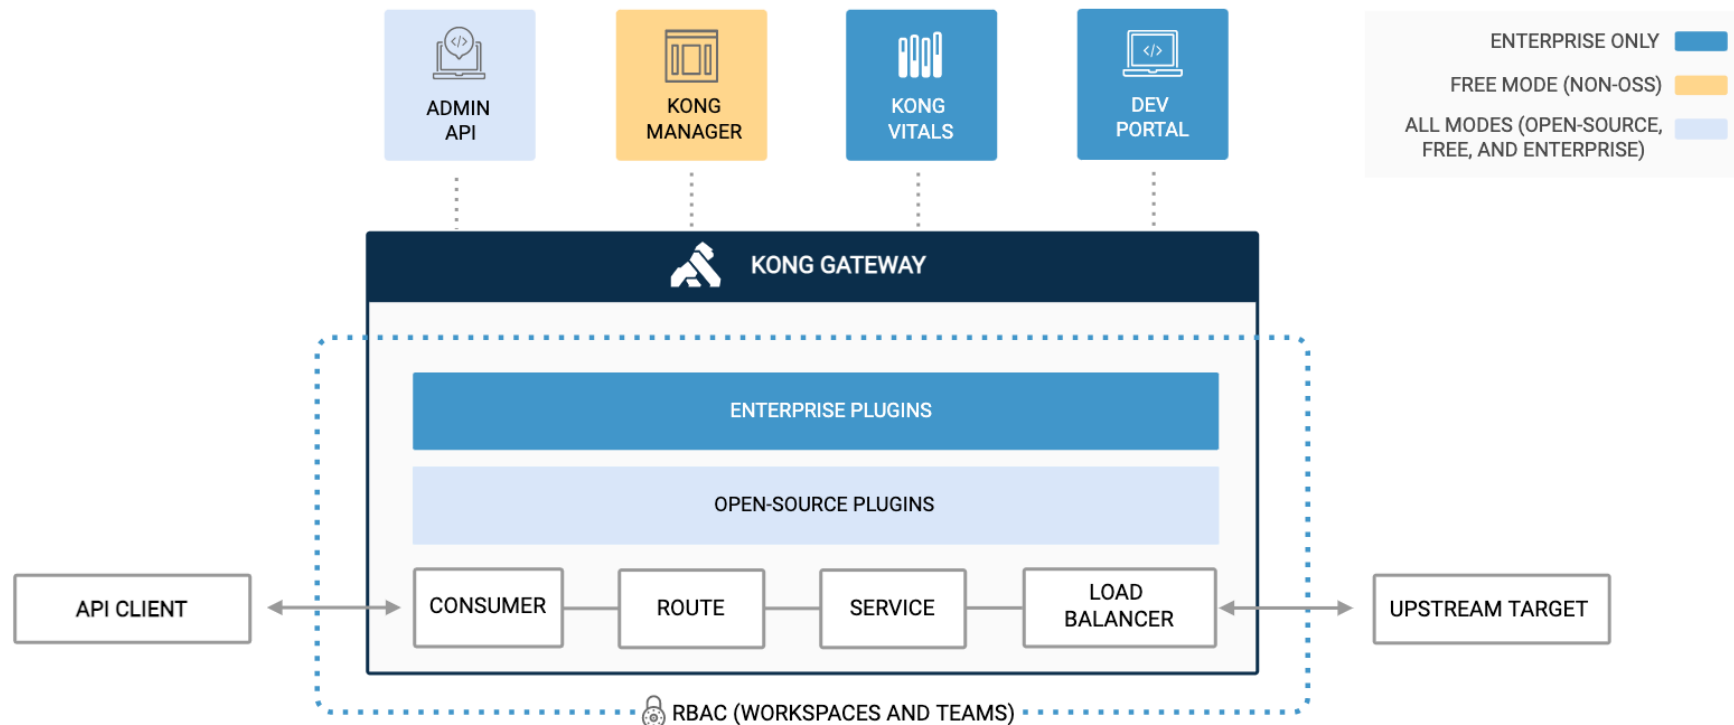 ADMIN
API
KONG
MANAGER
KONG
VITALS
DEV
PORTAL
ENTERPRISE ONLY
FREE MODE (NON-OSS)
ALL MODES (OPEN-SOURCE,
FREE, AND ENTERPRISE)
KONG GATEWAY
ENTERPRISE PLUGINS
OPEN-SOURCE PLUGINS
API CLIENT
CONSUMER
ROUTE
SERVICE
LOAD
BALANCER
UPSTREAM TARGET
RBAC (WORKSPACES AND TEAMS)